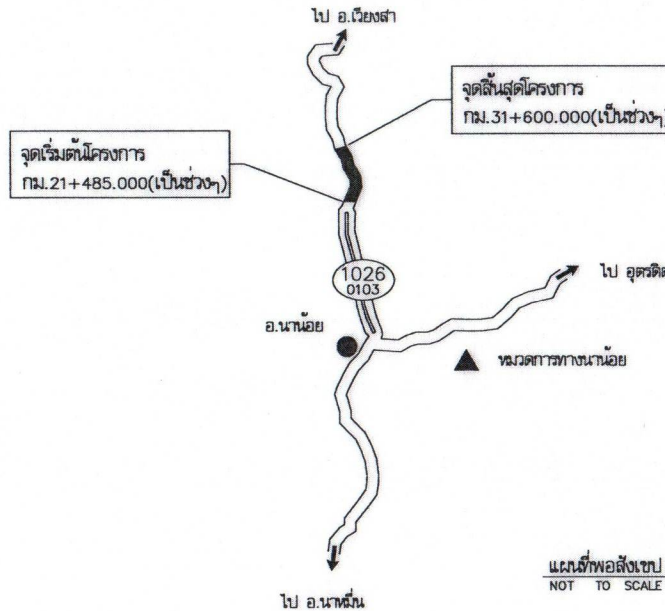 ไป อ.เวียงสา
จุดสิ้นสุดโครงการ
กม.31+600.000(เป็นช่วงๆ)
จุดเริ่มต้นโครงการ
กม.21+485.000(เป็นช่วงๆ)
1026
0103
ไป อุตรดิต
อ.นาน้อย
หมวดการทางนาน้อย
แผนที่พอสังเขป
NOT TO SCALE
ไป อ.นาหมื่น